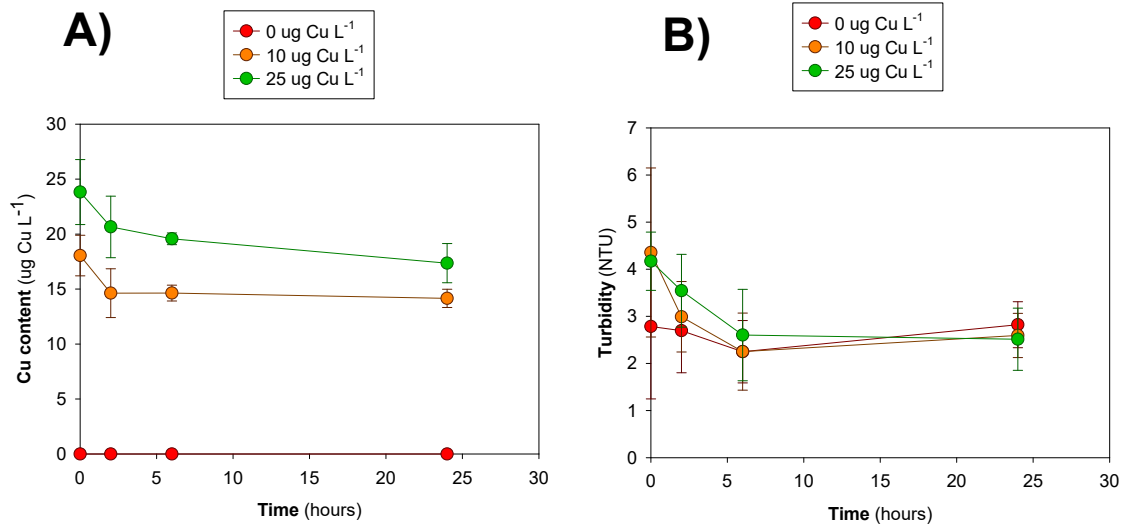 A)
0 ug Cu L⁻¹
10 ug Cu L⁻¹
25 ug Cu L⁻¹
Cu content (ug Cu L⁻¹)
30
25
20
15
10
5
0
0 5 10 15 20 25 30
Time (hours)
B)
0 ug Cu L⁻¹
10 ug Cu L⁻¹
25 ug Cu L⁻¹
Turbidity (NTU)
7
6
5
4
3
2
1
0
0 5 10 15 20 25 30
Time (hours)